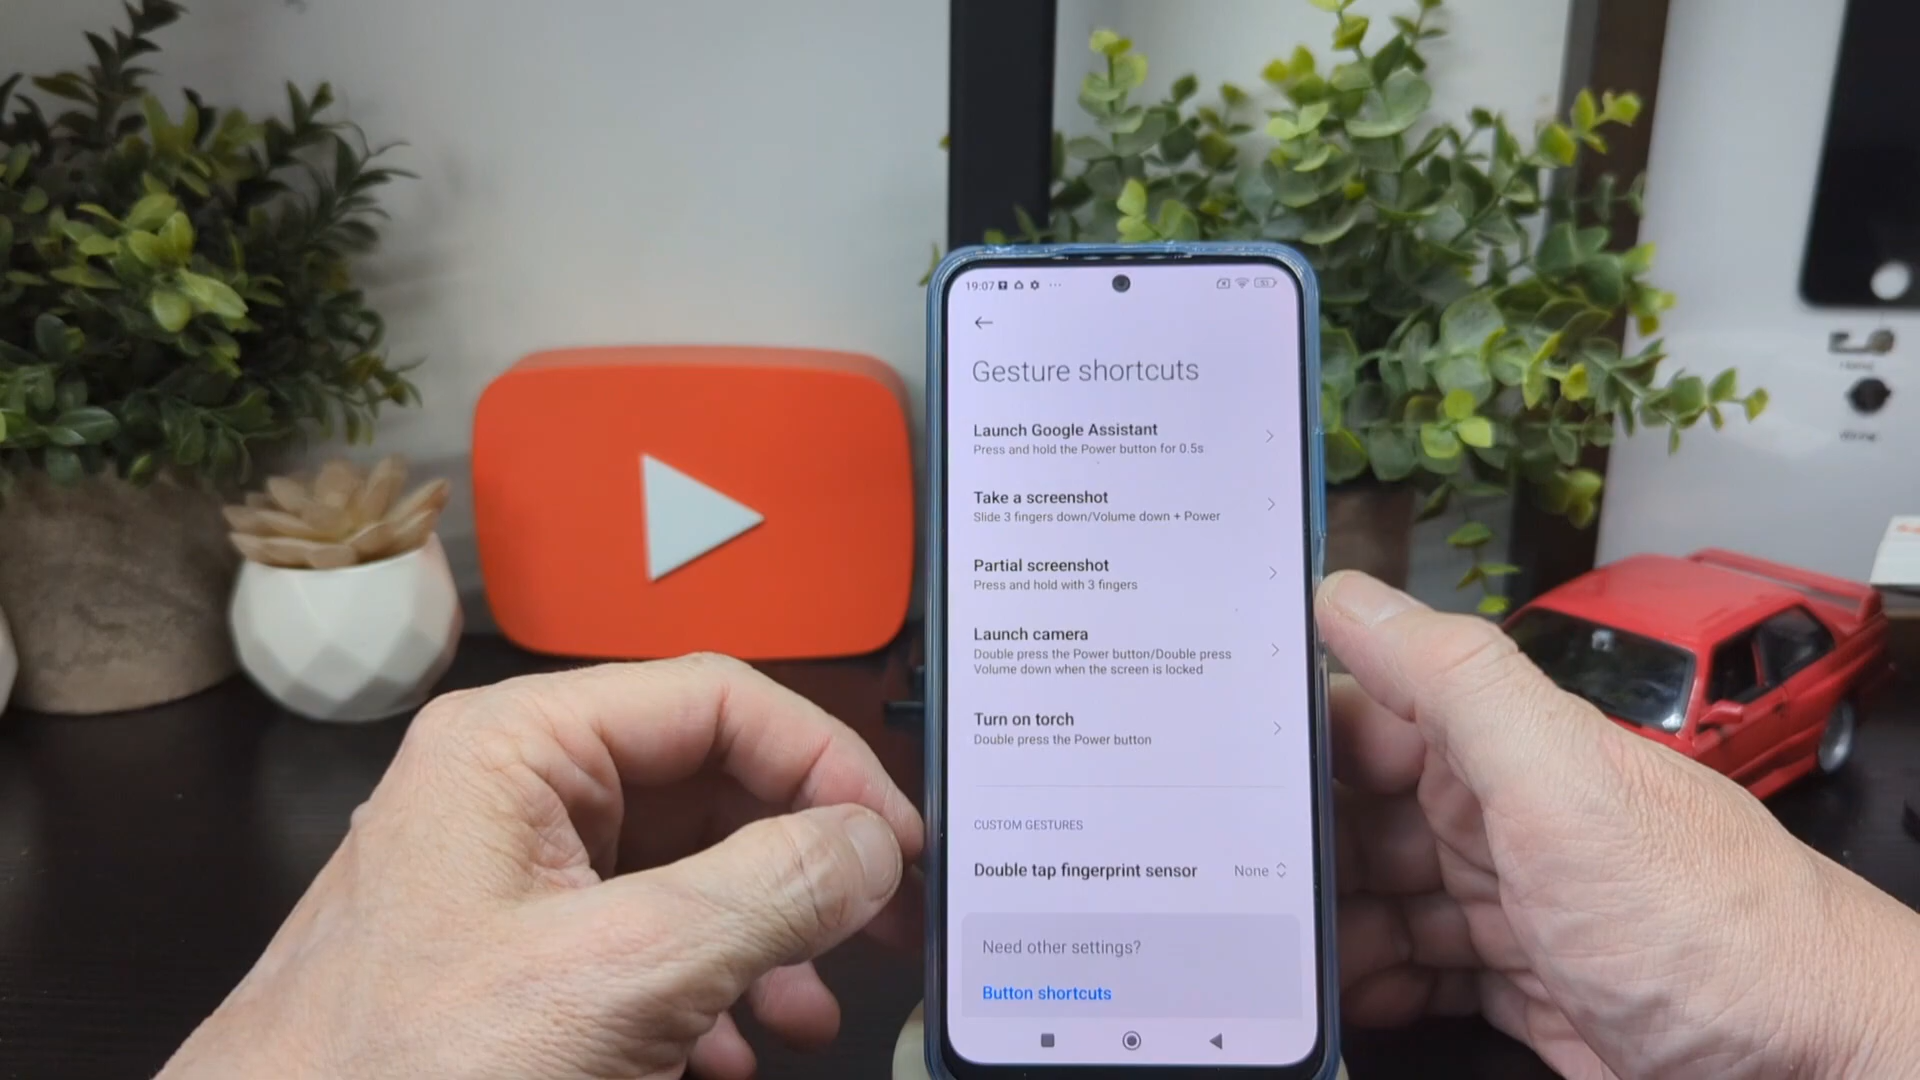 19:07
Gesture shortcuts
Launch Google Assistant
Press and hold the Power button for 0.5s
Take a screenshot
Slide 3 fingers down/Volume down + Power
Partial screenshot
Press and hold with 3 fingers
Launch camera
Double press the Power button/Double press
Volume down when the screen is locked
Turn on torch
Double press the Power button
CUSTOM GESTURES
Double tap fingerprint sensor
None
Need other settings?
Button shortcuts